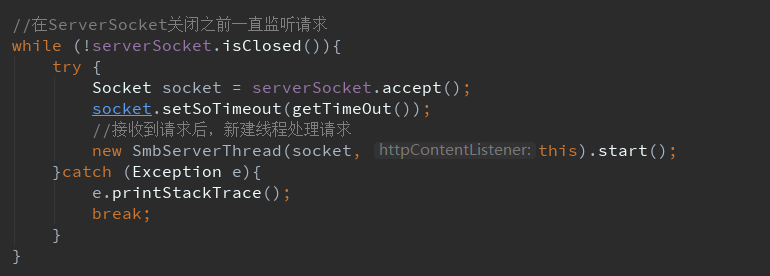 //在ServerSocket关闭之前一直监听请求
while (!serverSocket.isClosed()){
try {
Socket socket = serverSocket.accept();
socket.setSoTimeout(getTimeOut());
//接收到请求后，新建线程处理请求
new SmbServerThread(socket, httpContentListener: this).start();
}catch (Exception e){
e.printStackTrace();
break;
}
}